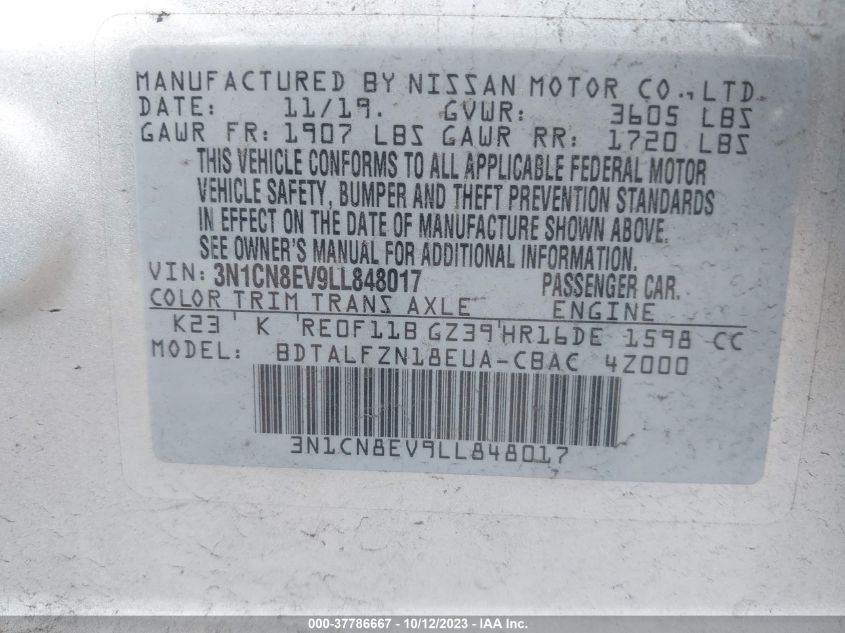 MANUFACTURED BY NISSAN MOTOR CO., LTD.
DATE: 11/19. GVWR: 3605 LBS
GAWR FR: 1907 LBS GAWR RR: 1720 LBS
THIS VEHICLE CONFORMS TO ALL APPLICABLE FEDERAL MOTOR
VEHICLE SAFETY, BUMPER AND THEFT PREVENTION STANDARDS
IN EFFECT ON THE DATE OF MANUFACTURE SHOWN ABOVE.
SEE OWNER'S MANUAL FOR ADDITIONAL INFORMATION.
VIN: 3N1CN8EV9LL848017 PASSENGER CAR.
COLOR TRIM TRANS AXLE ENGINE
K23 ' K 'RE0F11B GZ39'HR16DE 1598 CC
MODEL: BDTALFZN18EUA-CBAC 4Z000
3N1CN8EV9LL848017
000-37786667 - 10/12/2023 - IAA Inc.